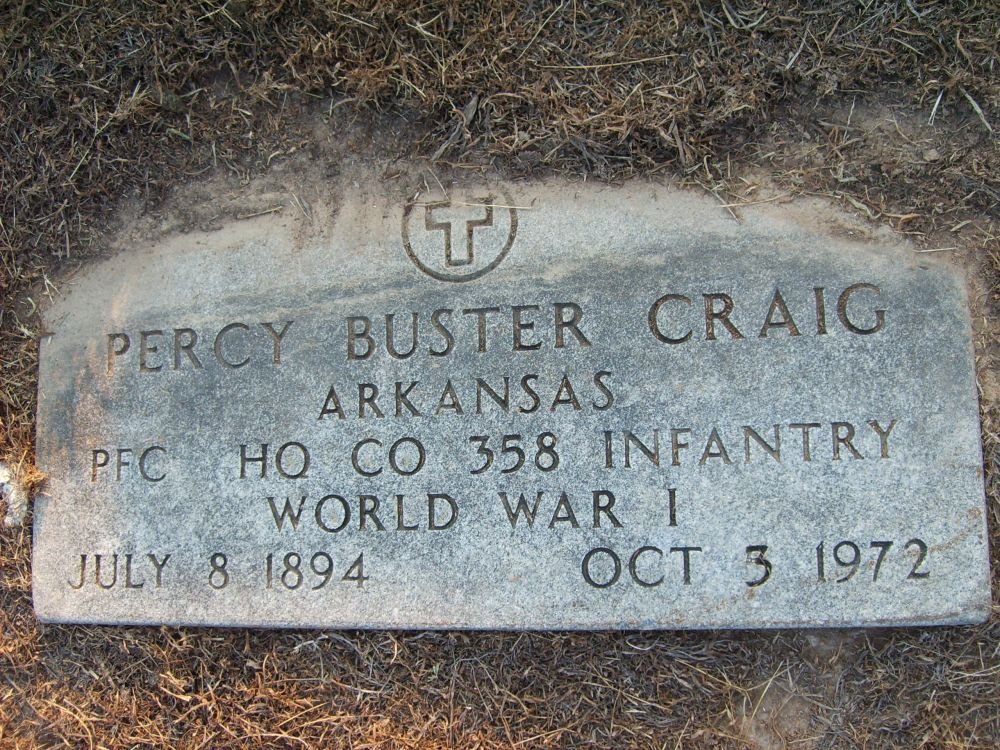 PERCY BUSTER CRAIG
ARKANSAS
PFC HQ CO 358 INFANTRY
WORLD WAR I
JULY 8 1894 OCT 3 1972